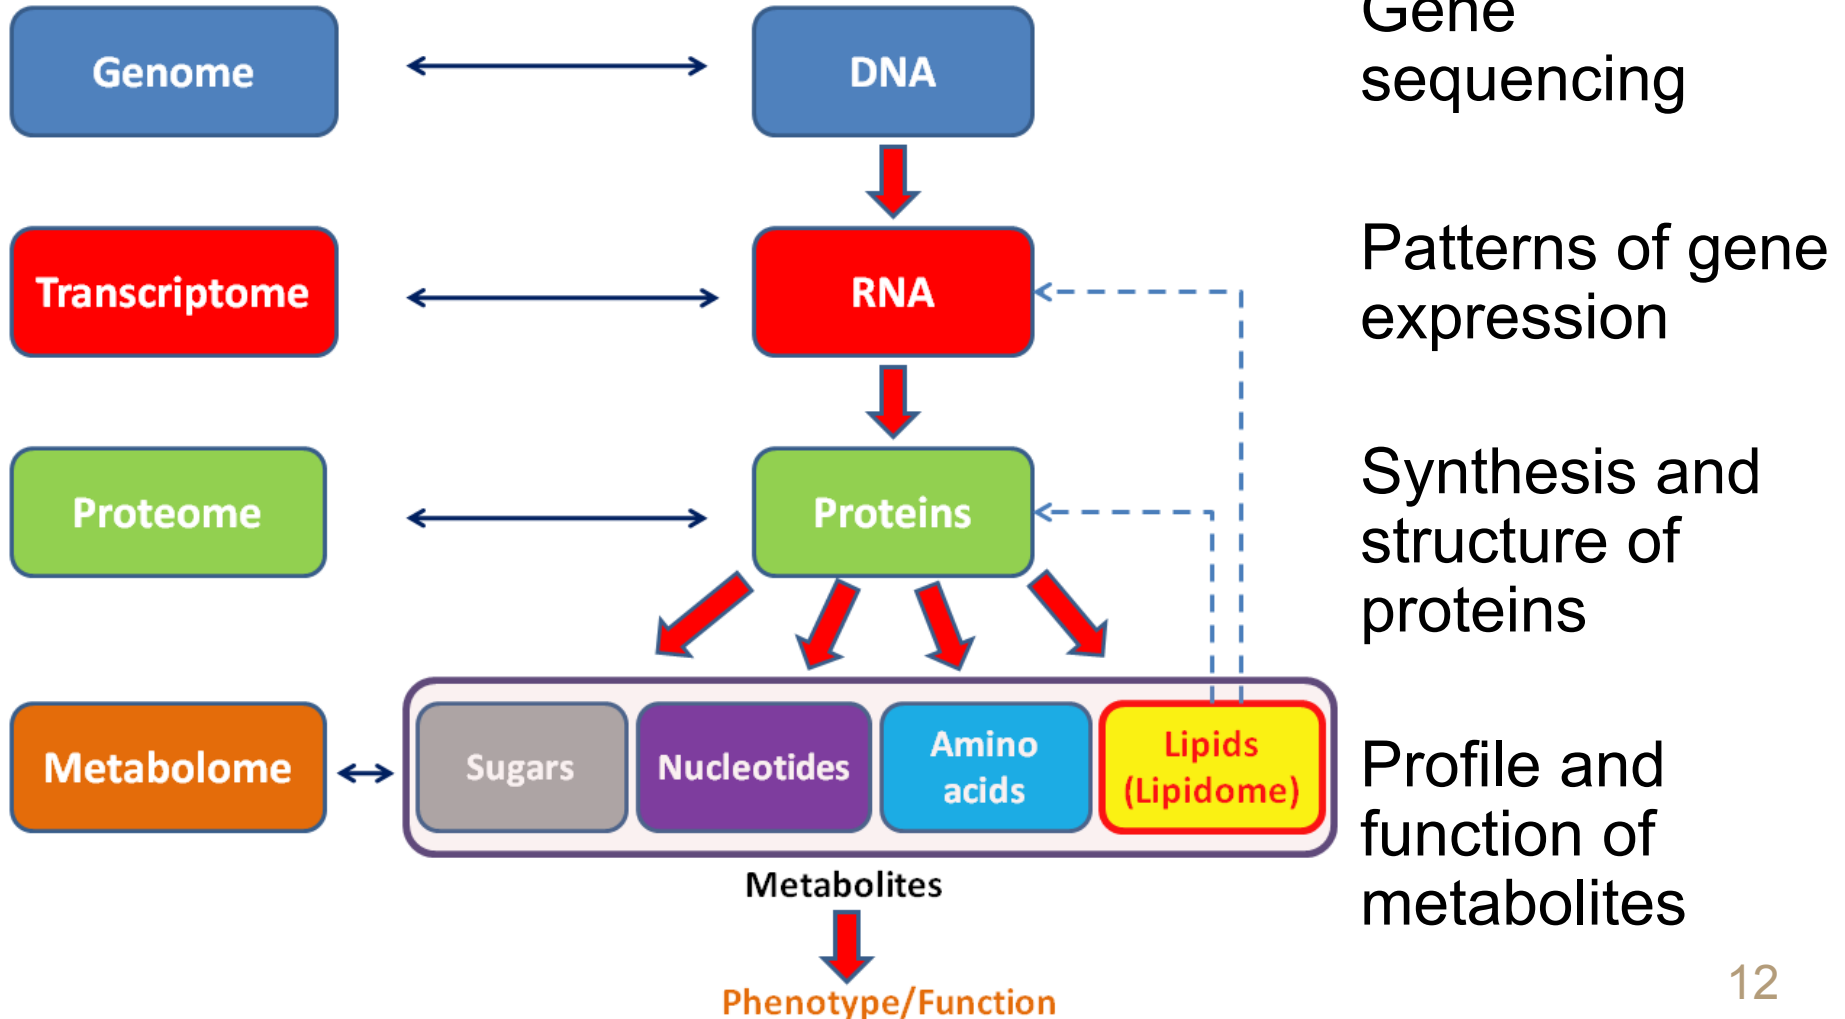 Genome
DNA
Gene
sequencing
Transcriptome
RNA
Patterns of gene
expression
Proteome
Proteins
Synthesis and
structure of
proteins
Metabolome
Sugars
Nucleotides
Amino
acids
Lipids
(Lipidome)
Profile and
function of
metabolites
Metabolites
Phenotype/Function
12